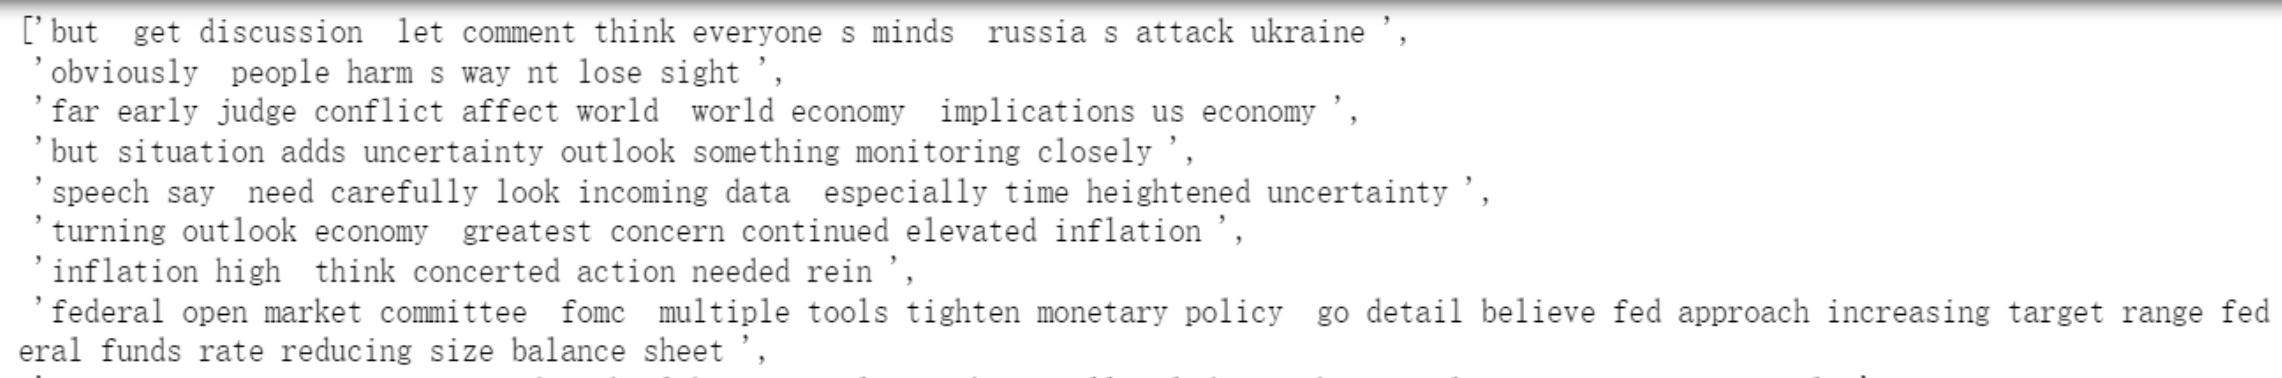 ['but  get discussion  let comment think everyone s minds  russia s attack ukraine ',
'obviously  people harm s way nt lose sight ',
'far early judge conflict affect world  world economy  implications us economy ',
'but situation adds uncertainty outlook something monitoring closely ',
'speech say  need carefully look incoming data  especially time heightened uncertainty ',
'turning outlook economy  greatest concern continued elevated inflation ',
'inflation high  think concerted action needed rein ',
'federal open market committee  fomc  multiple tools tighten monetary policy  go detail believe fed approach increasing target range fed
eral funds rate reducing size balance sheet ',